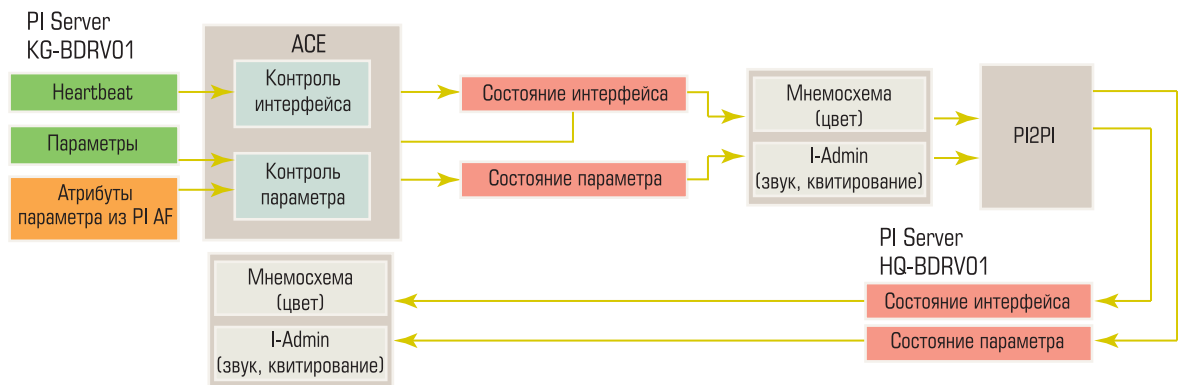 PI Server
KG-BDRV01
Heartbeat
Параметры
Атрибуты
параметра из PI AF
ACE
Контроль
интерфейса
Контроль
параметра
Состояние интерфейса
Состояние параметра
Мнемосхема
(цвет)
I-Admin
(звук, квитирование)
PI2PI
PI Server
HQ-BDRV01
Состояние интерфейса
Состояние параметра
Мнемосхема
(цвет)
I-Admin
(звук, квитирование)